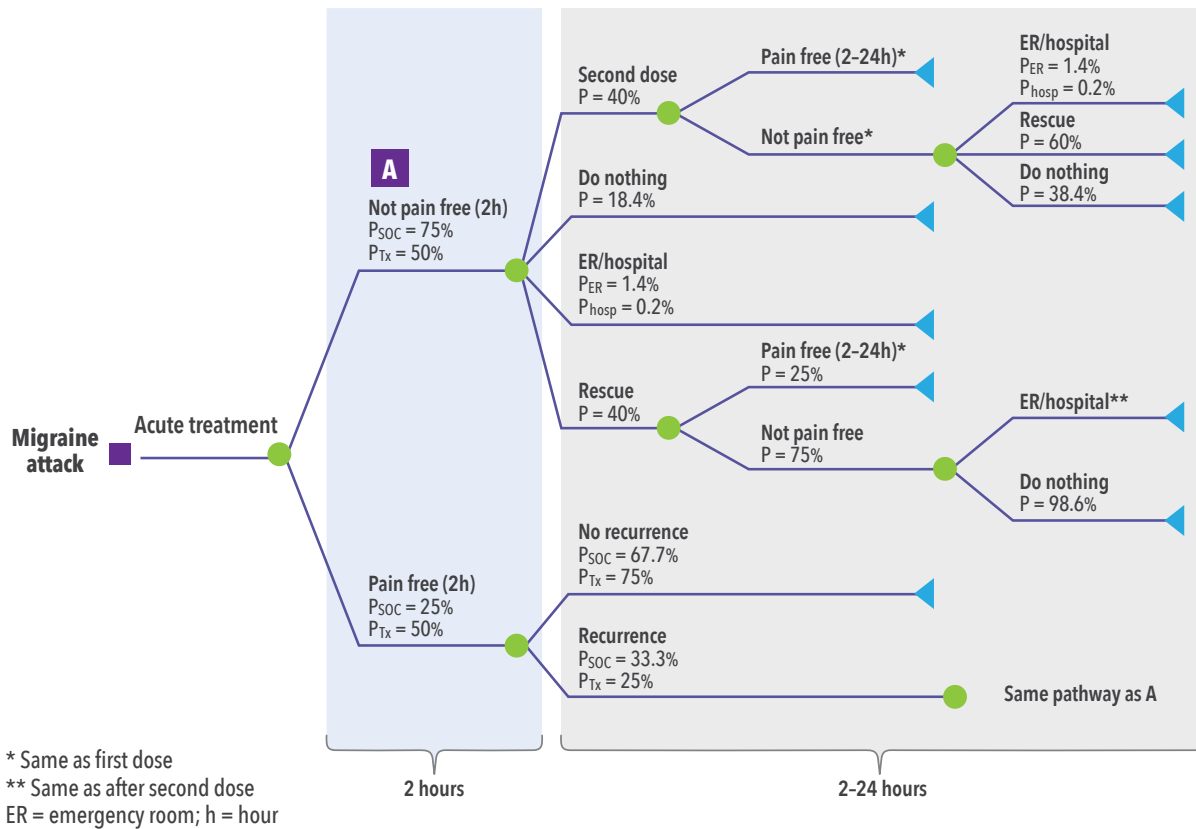 Migraine
attack
Acute treatment
A
Not pain free (2h)
PSOC = 75%
PTx = 50%
Pain free (2h)
PSOC = 25%
PTx = 50%
Second dose
P = 40%
Pain free (2–24h)*
Not pain free*
ER/hospital
PER = 1.4%
Phosp = 0.2%
Rescue
P = 60%
Do nothing
P = 38.4%
Do nothing
P = 18.4%
ER/hospital
PER = 1.4%
Phosp = 0.2%
Rescue
P = 40%
Pain free (2–24h)*
P = 25%
Not pain free
P = 75%
ER/hospital**
Do nothing
P = 98.6%
No recurrence
PSOC = 67.7%
PTx = 75%
Recurrence
PSOC = 33.3%
PTx = 25%
Same pathway as A
2 hours
2–24 hours
* Same as first dose
** Same as after second dose
ER = emergency room; h = hour